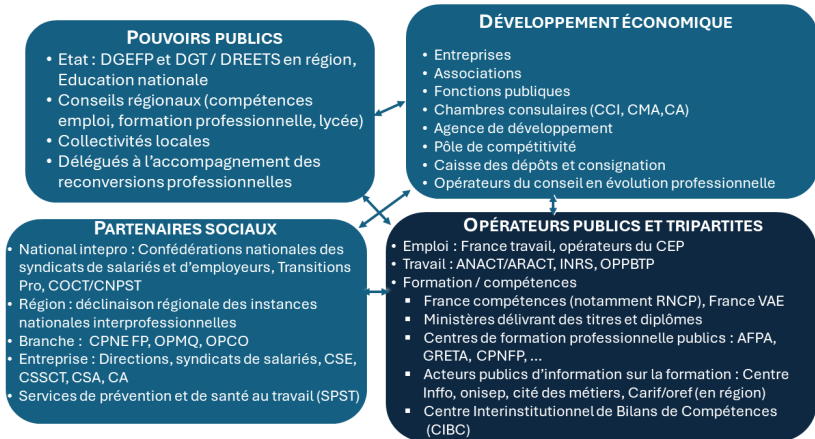 POUVOIRS PUBLICS
• Etat : DGEFP et DGT / DREETS en région,
Education nationale
• Conseils régionaux (compétences
emploi, formation professionnelle, lycée)
• Collectivités locales
• Délégués à l'accompagnement des
reconversions professionnelles
DÉVELOPPEMENT ÉCONOMIQUE
• Entreprises
• Associations
• Fonctions publiques
• Chambres consulaires (CCI, CMA,CA)
• Agence de développement
• Pôle de compétitivité
• Caisse des dépôts et consignation
• Opérateurs du conseil en évolution professionnelle
PARTENAIRES SOCIAUX
• National intepro : Confédérations nationales des
syndicats de salariés et d'employeurs, Transitions
Pro, COCT/CNPST
• Région : déclinaison régionale des instances
nationales interprofessionnelles
• Branche : CPNE FP, OPMQ, OPCO
• Entreprise : Directions, syndicats de salariés, CSE,
CSSCT, CSA, CA
• Services de prévention et de santé au travail (SPST)
OPÉRATEURS PUBLICS ET TRIPARTITES
• Emploi : France travail, opérateurs du CEP
• Travail : ANACT/ARACT, INRS, OPPBTP
• Formation / compétences
▪ France compétences (notamment RNCP), France VAE
▪ Ministères délivrant des titres et diplômes
▪ Centres de formation professionnelle publics : AFPA,
GRETA, CPNFP, ...
▪ Acteurs publics d'information sur la formation : Centre
Inffo, onisep, cité des métiers, Carif/oref (en région)
▪ Centre Interinstitutionnel de Bilans de Compétences
(CIBC)